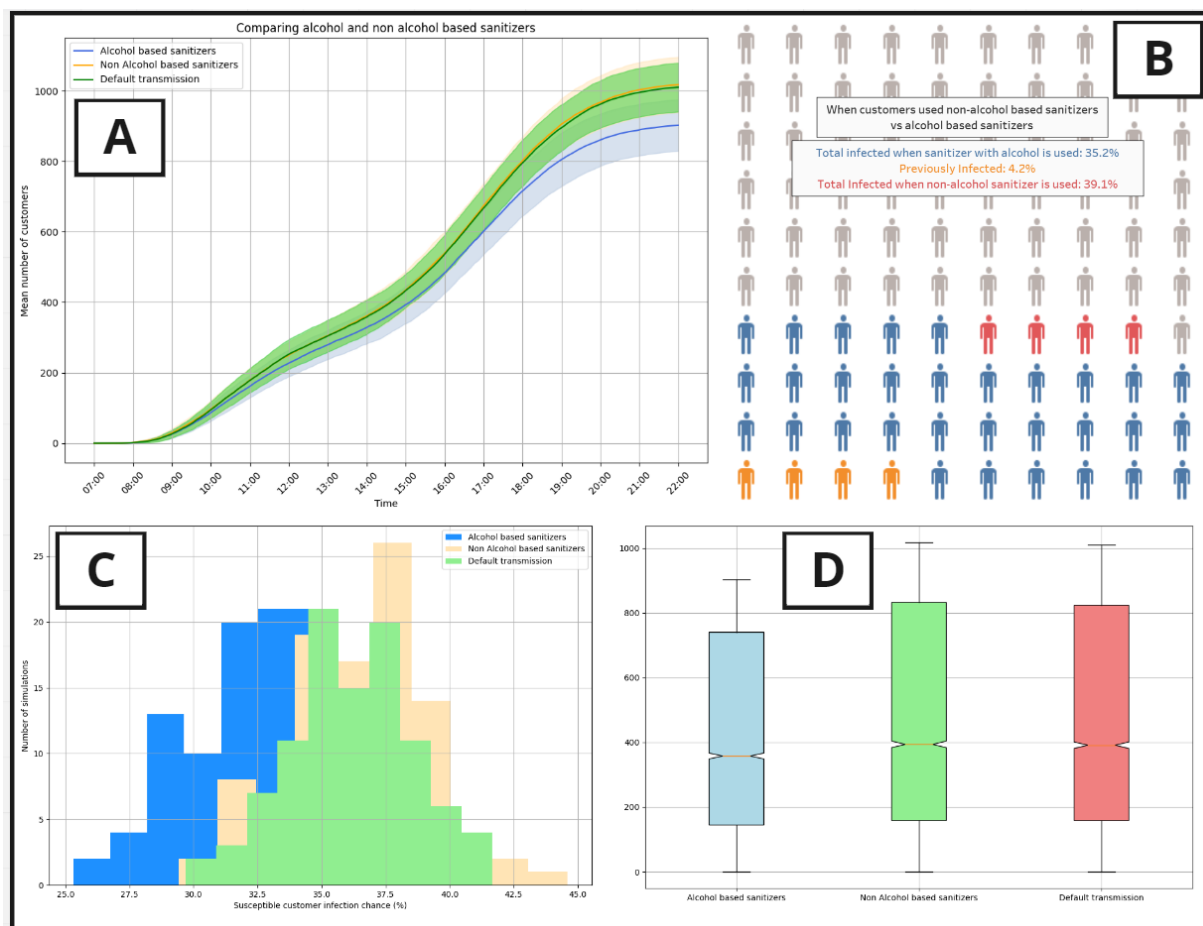 Comparing alcohol and non alcohol based sanitizers
Alcohol based sanitizers
Non Alcohol based sanitizers
Default transmission
A
Mean number of customers
1000
800
600
400
200
0
07:00
08:00
09:00
10:00
11:00
12:00
13:00
14:00
15:00
16:00
17:00
18:00
19:00
20:00
21:00
22:00
Time
B
When customers used non-alcohol based sanitizers
vs alcohol based sanitizers
Total infected when sanitizer with alcohol is used: 35.2%
Previously Infected: 4.2%
Total Infected when non-alcohol sanitizer is used: 39.1%
C
Alcohol based sanitizers
Non Alcohol based sanitizers
Default transmission
Number of simulations
25
20
15
10
5
0
25.0
27.5
30.0
32.5
35.0
37.5
40.0
42.5
45.0
Susceptible customer infection chance (%)
D
1000
800
600
400
200
0
Alcohol based sanitizers
Non Alcohol based sanitizers
Default transmission